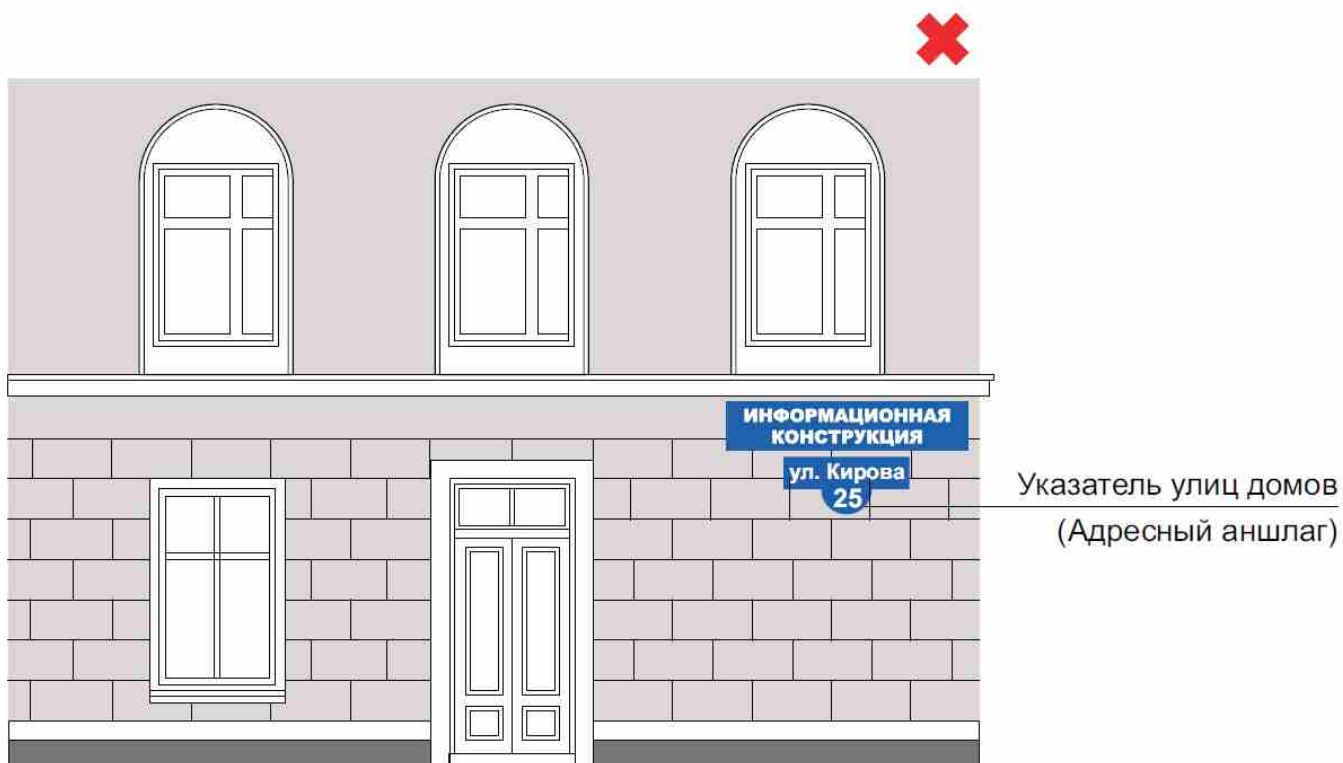 ИНФОРМАЦИОННАЯ
КОНСТРУКЦИЯ
ул. Кирова
25
Указатель улиц домов
(Адресный аншлаг)